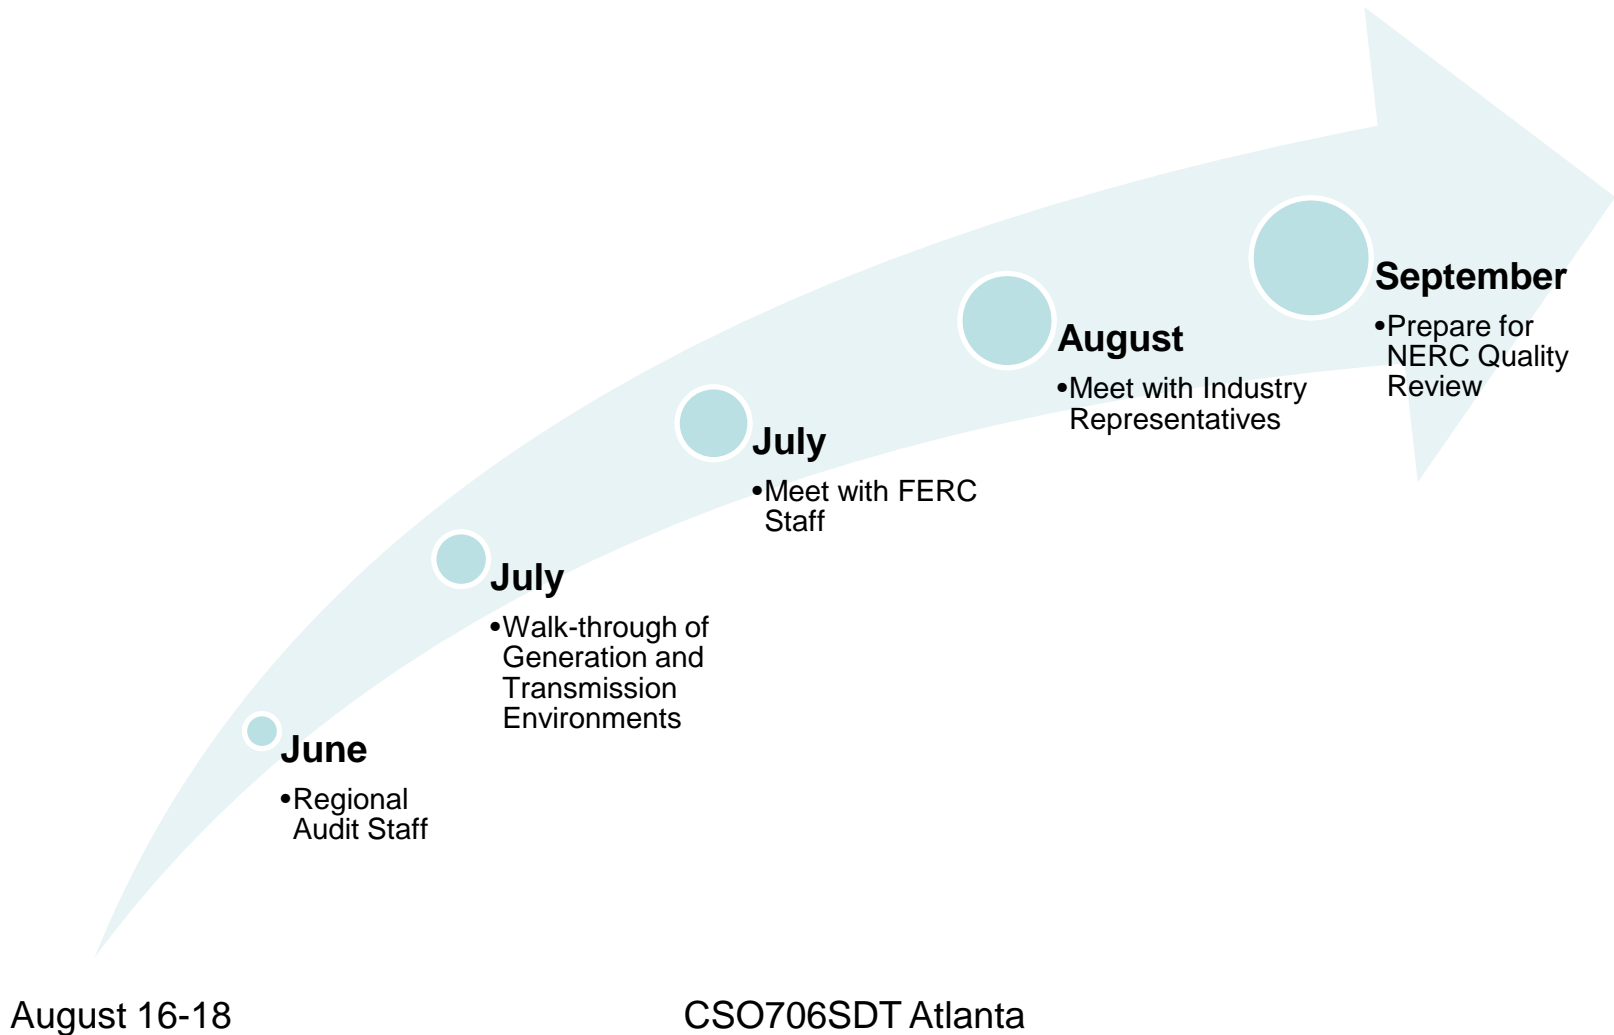 June
•Regional
Audit Staff
July
•Walk-through of
Generation and
Transmission
Environments
July
•Meet with FERC
Staff
August
•Meet with Industry
Representatives
September
•Prepare for
NERC Quality
Review
August 16-18
CSO706SDT Atlanta